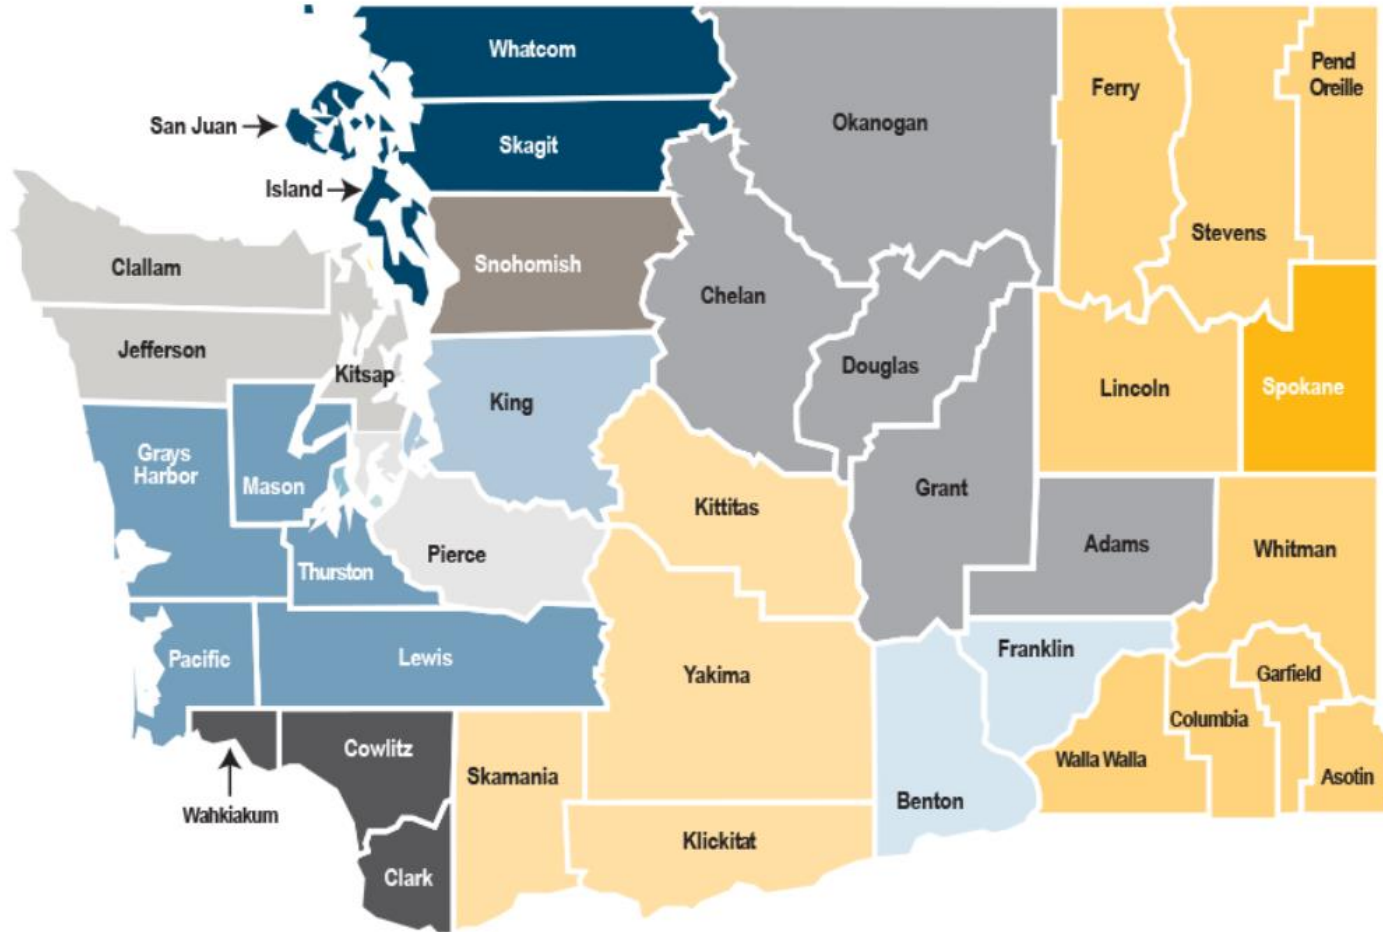 Whatcom
San Juan
Skagit
Island
Okanogan
Ferry
Pend
Oreille
Stevens
Clallam
Snohomish
Chelan
Jefferson
Kitsap
King
Douglas
Lincoln
Spokane
Grays
Harbor
Mason
Kittitas
Grant
Pierce
Thurston
Adams
Whitman
Pacific
Lewis
Yakima
Franklin
Garfield
Columbia
Cowlitz
Skamania
Walla Walla
Asotin
Wahkiakum
Benton
Klickitat
Clark